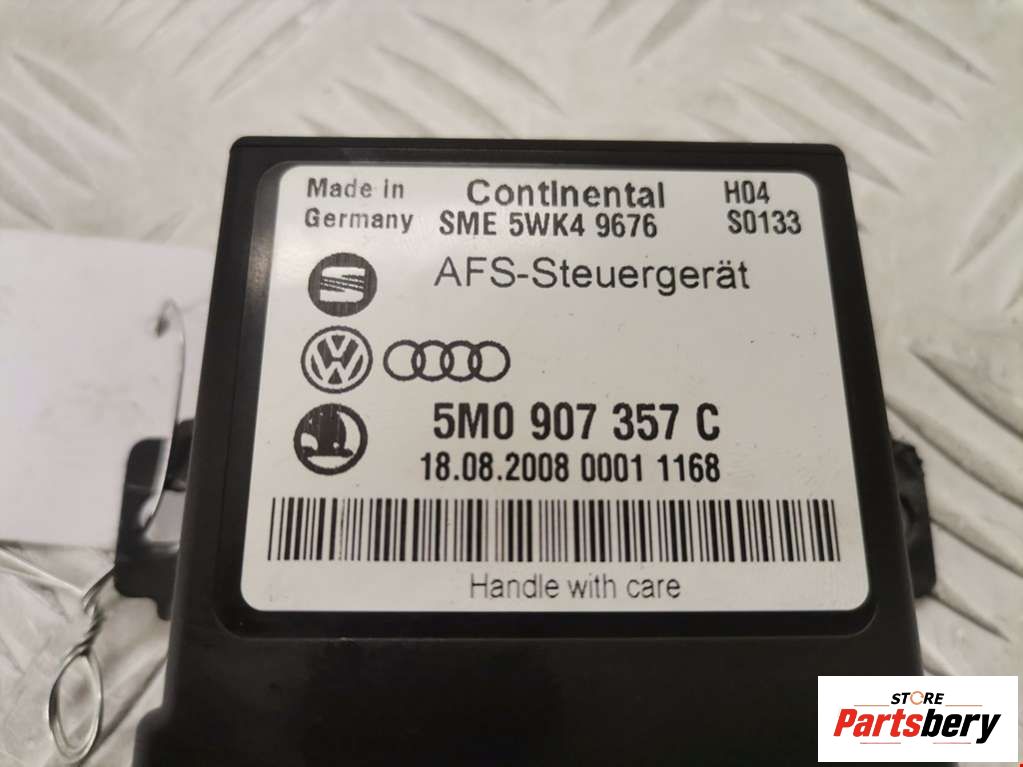 Made in Continental H04
Germany SME 5WK4 9676 S0133
AFS-Steuergerät
5M0 907 357 C
18.08.2008 0001 1168
Handle with care
STORE
Partsbery